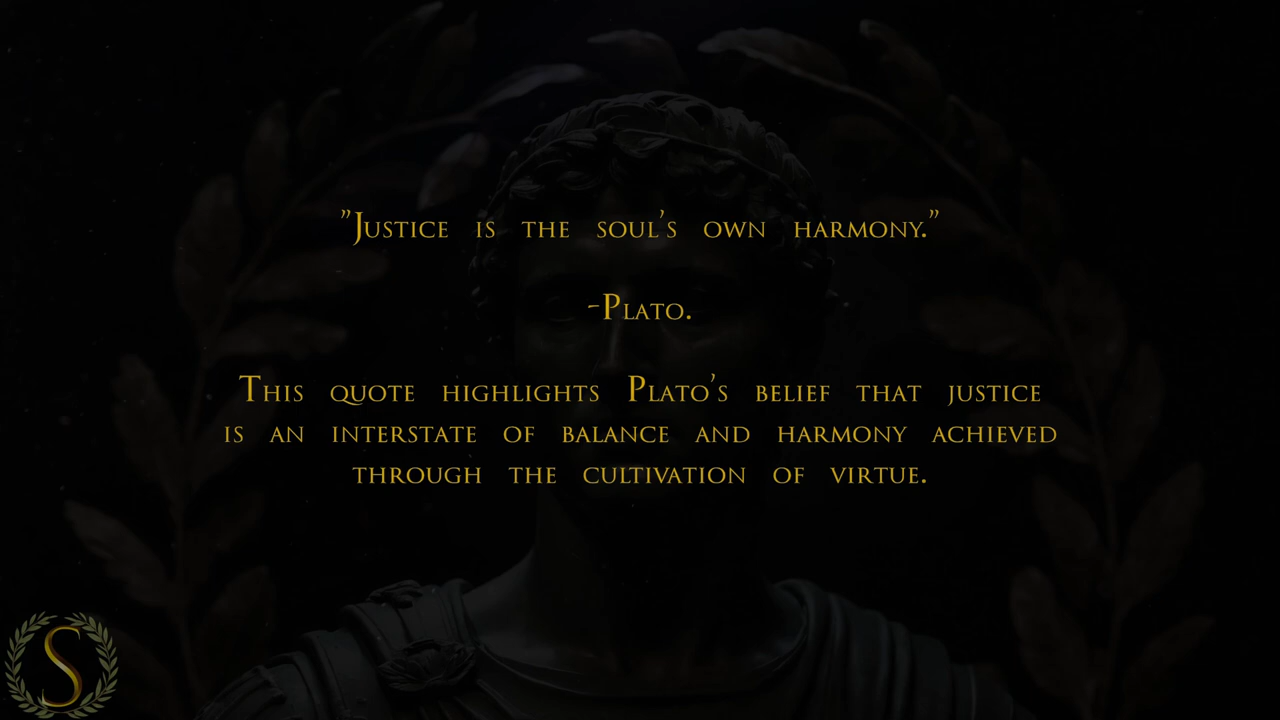 "Justice is the soul's own harmony."
-Plato.
This quote highlights Plato's belief that justice
is an interstate of balance and harmony achieved
through the cultivation of virtue.
S